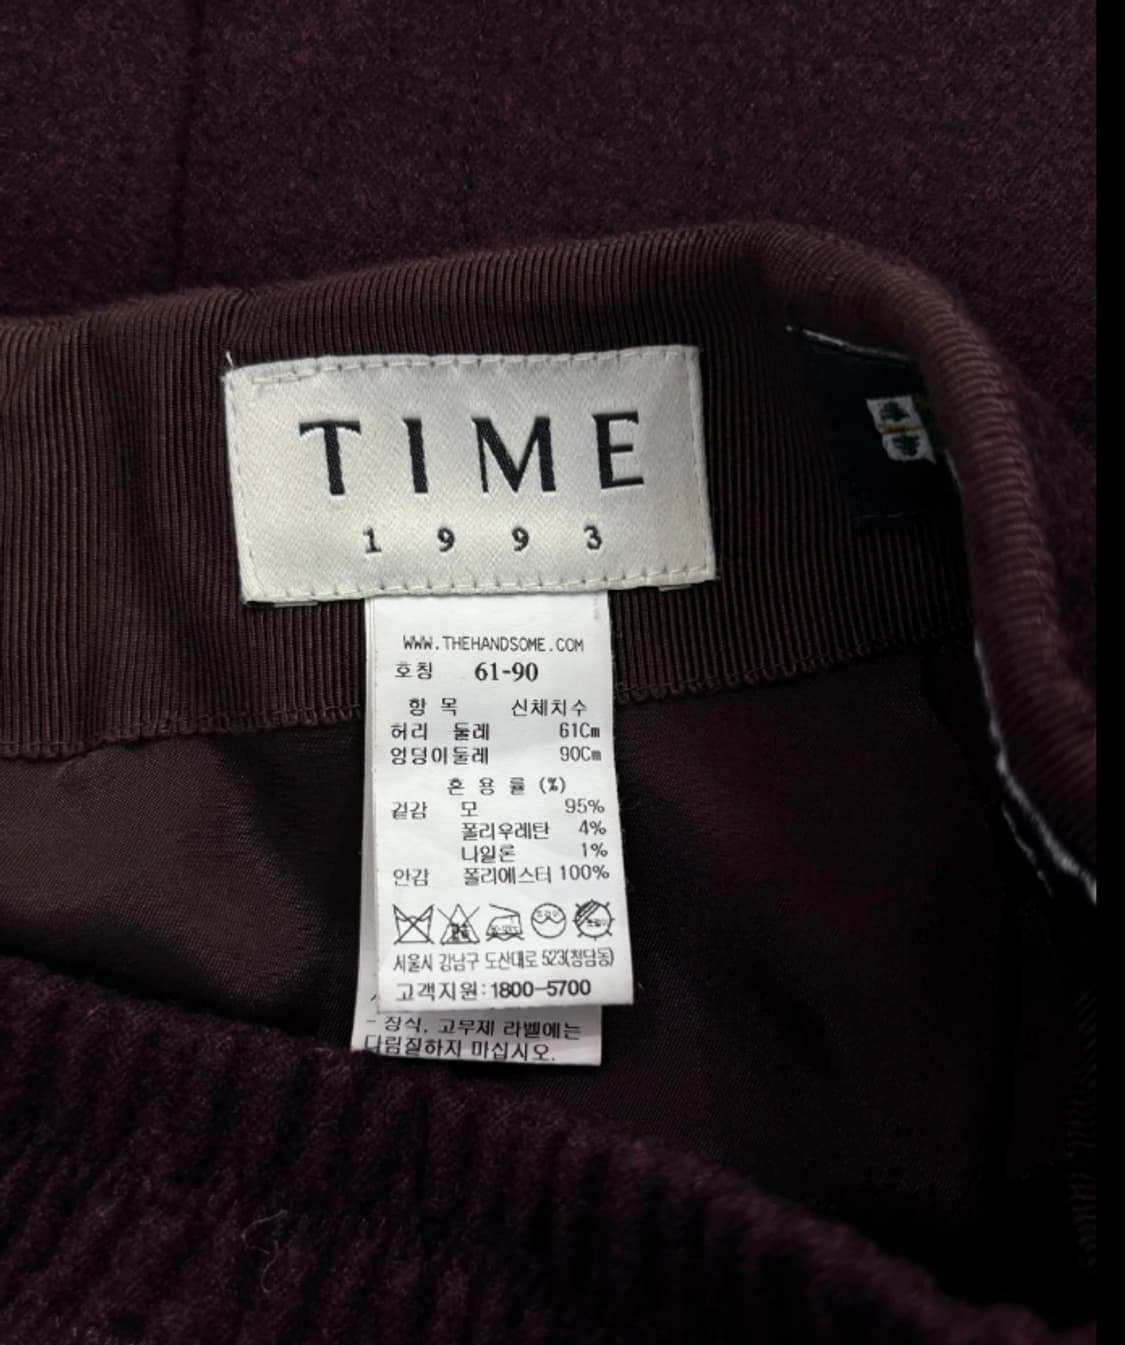 TIME
1993
WWW.THEHANDSOME.COM
호칭 61-90
항 목 신체치수
허리 둘레 61Cm
엉덩이둘레 90Cm
혼 용 률 (%)
겉감 모 95%
폴리우레탄 4%
나일론 1%
안감 폴리에스터 100%
서울시 강남구 도산대로 523(청담동)
고객지원:1800-5700
- 장식, 고무제 라벨에는
다림질하지 마십시오.